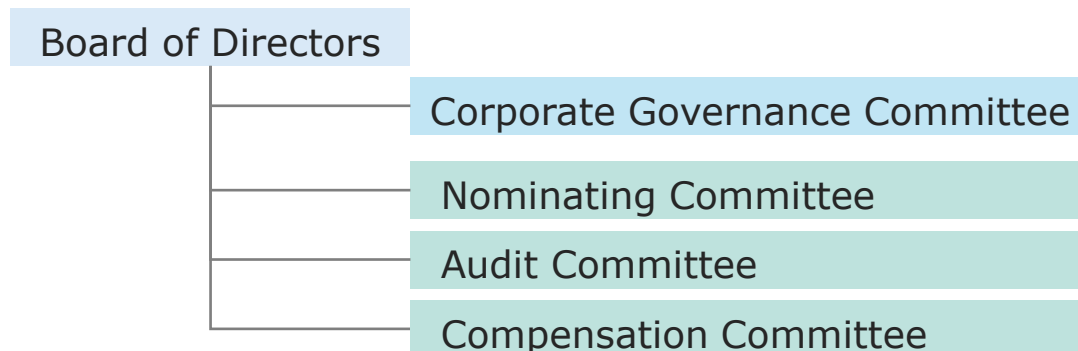 Board of Directors
Corporate Governance Committee
Nominating Committee
Audit Committee
Compensation Committee